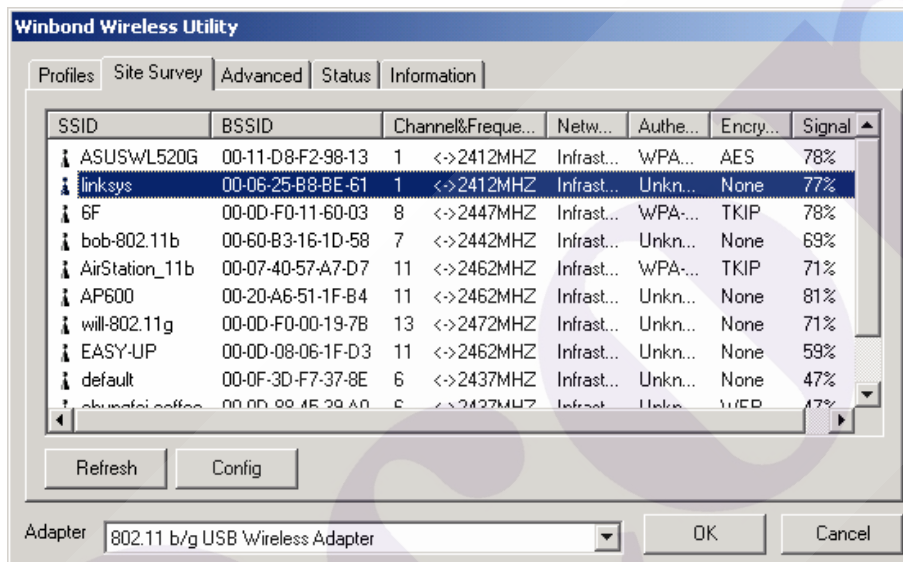 Winbond Wireless Utility
Profiles Site Survey Advanced Status Information
SSID BSSID Channel&Freque... Netw... Authe... Encry... Signal
ASUSWL520G 00-11-D8-F2-98-13 1 <->2412MHZ Infrast... WPA... AES 78%
linksys 00-06-25-B8-BE-61 1 <->2412MHZ Infrast... Unkn... None 77%
6F 00-0D-F0-11-60-03 8 <->2447MHZ Infrast... WPA-... TKIP 78%
bob-802.11b 00-60-B3-16-1D-58 7 <->2442MHZ Infrast... Unkn... None 69%
AirStation_11b 00-07-40-57-A7-D7 11 <->2462MHZ Infrast... WPA-... TKIP 71%
AP600 00-20-A6-51-1F-B4 11 <->2462MHZ Infrast... Unkn... None 81%
will-802.11g 00-0D-F0-00-19-7B 13 <->2472MHZ Infrast... Unkn... None 71%
EASY-UP 00-0D-08-06-1F-D3 11 <->2462MHZ Infrast... Unkn... None 59%
default 00-0F-3D-F7-37-8E 6 <->2437MHZ Infrast... Unkn... None 47%
6 <->2437MHZ Infrast... Unkn... WEP 47%
Refresh Config
Adapter 802.11 b/g USB Wireless Adapter OK Cancel